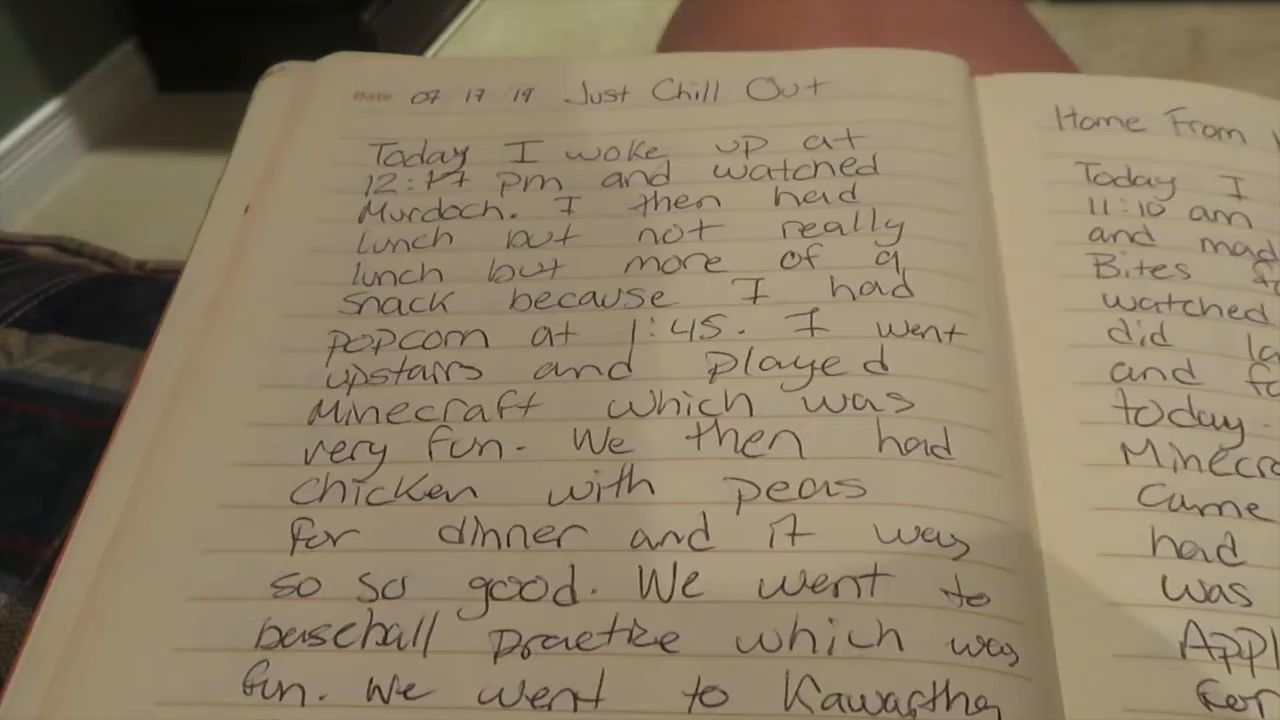 Date 07 17 19 Just Chill Out
Today I woke up at
12:17 pm and watched
Murdoch. I then had
lunch but not really
lunch but more of a
snack because I had
popcorn at 1:45. I went
upstairs and played
Minecraft which was
very fun. We then had
chicken with peas
for dinner and it was
so so good. We went to
baseball practice which was
fun. We went to Kawartha
Home From
Today I
11:10 am
and mad
Bites
watched
did
and
today.
Minecra
came
had
was
Appl
for